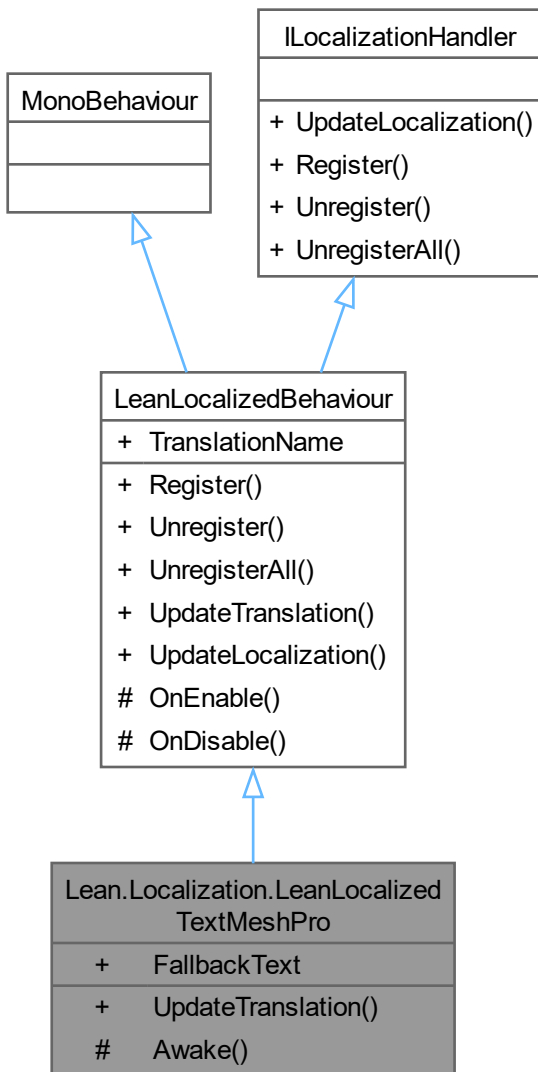 ILocalizationHandler
+ UpdateLocalization()
+ Register()
+ Unregister()
+ UnregisterAll()
MonoBehaviour
LeanLocalizedBehaviour
+ TranslationName
+ Register()
+ Unregister()
+ UnregisterAll()
+ UpdateTranslation()
+ UpdateLocalization()
# OnEnable()
# OnDisable()
Lean.Localization.LeanLocalized
TextMeshPro
+ FallbackText
+ UpdateTranslation()
# Awake()